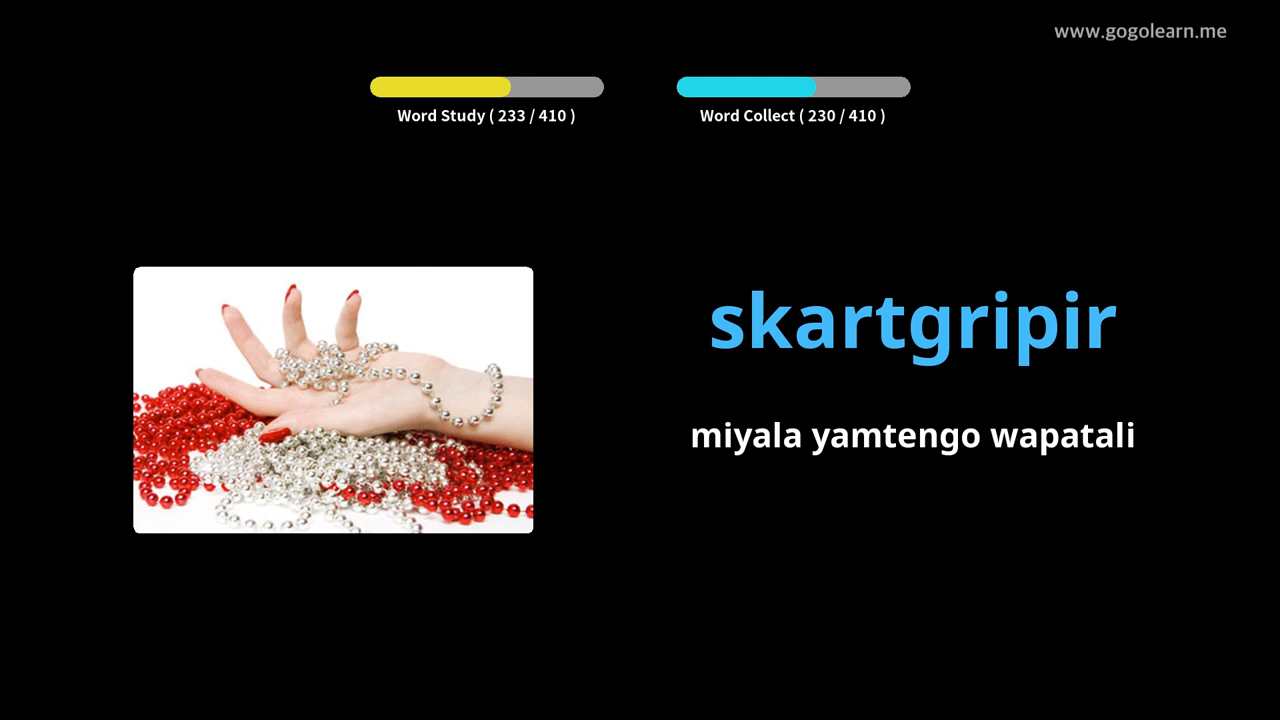 www.gogolearn.me
Word Study ( 233 / 410 )
Word Collect ( 230 / 410 )
skartgripir
miyala yamtengo wapatali